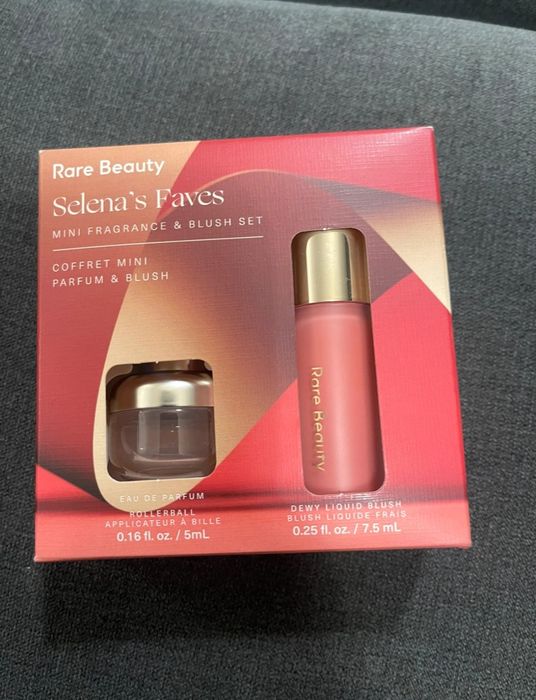 Rare Beauty
Selena's Faves
MINI FRAGRANCE & BLUSH SET
COFFRET MINI
PARFUM & BLUSH
Rare Beauty
EAU DE PARFUM
ROLLERBALL
APPLICATEUR À BILLE
0.16 fl. oz. / 5mL
DEWY LIQUID BLUSH
BLUSH LIQUIDE FRAIS
0.25 fl. oz. / 7.5 mL